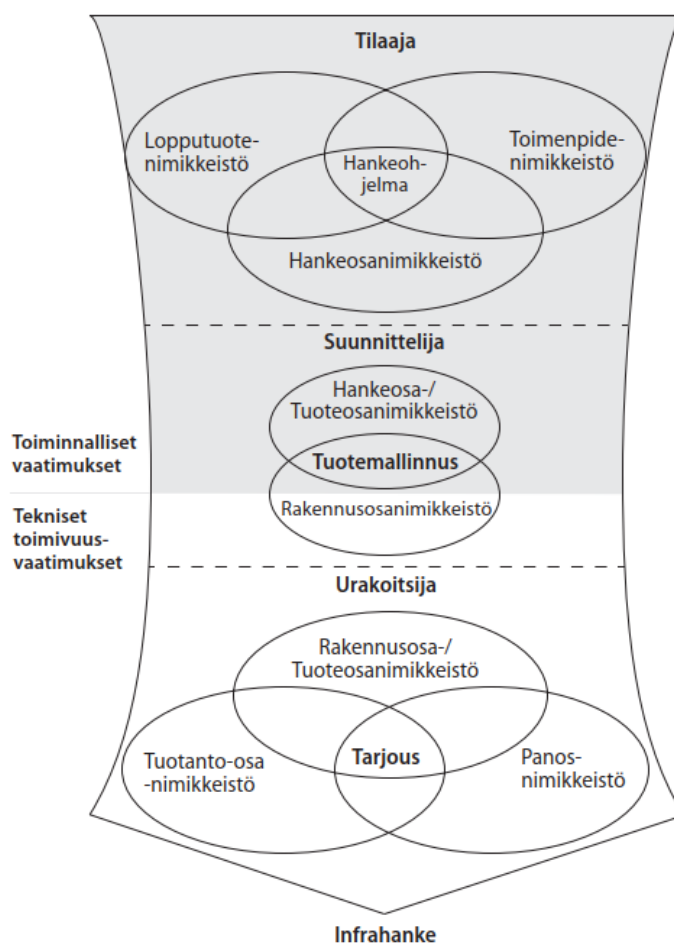 Tilaaja
Lopputuote-
nimikkeistö
Toimenpide-
nimikkeistö
Hankeoh-
jelma
Hankeosanimikkeistö
Suunnittelija
Hankeosa-/
Tuoteosanimikkeistö
Toiminnalliset
vaatimukset
Tuotemallinnus
Rakennusosanimikkeistö
Tekniset
toimivuus-
vaatimukset
Urakoitsija
Rakennusosa-/
Tuoteosanimikkeistö
Tuotanto-osa
-nimikkeistö
Tarjous
Panos-
nimikkeistö
Infrahanke